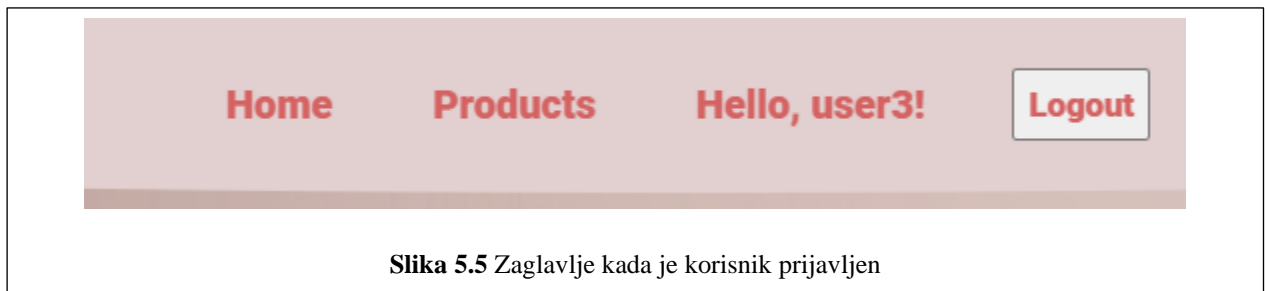 Home Products Hello, user3! Logout
Slika 5.5 Zaglavlje kada je korisnik prijavljen